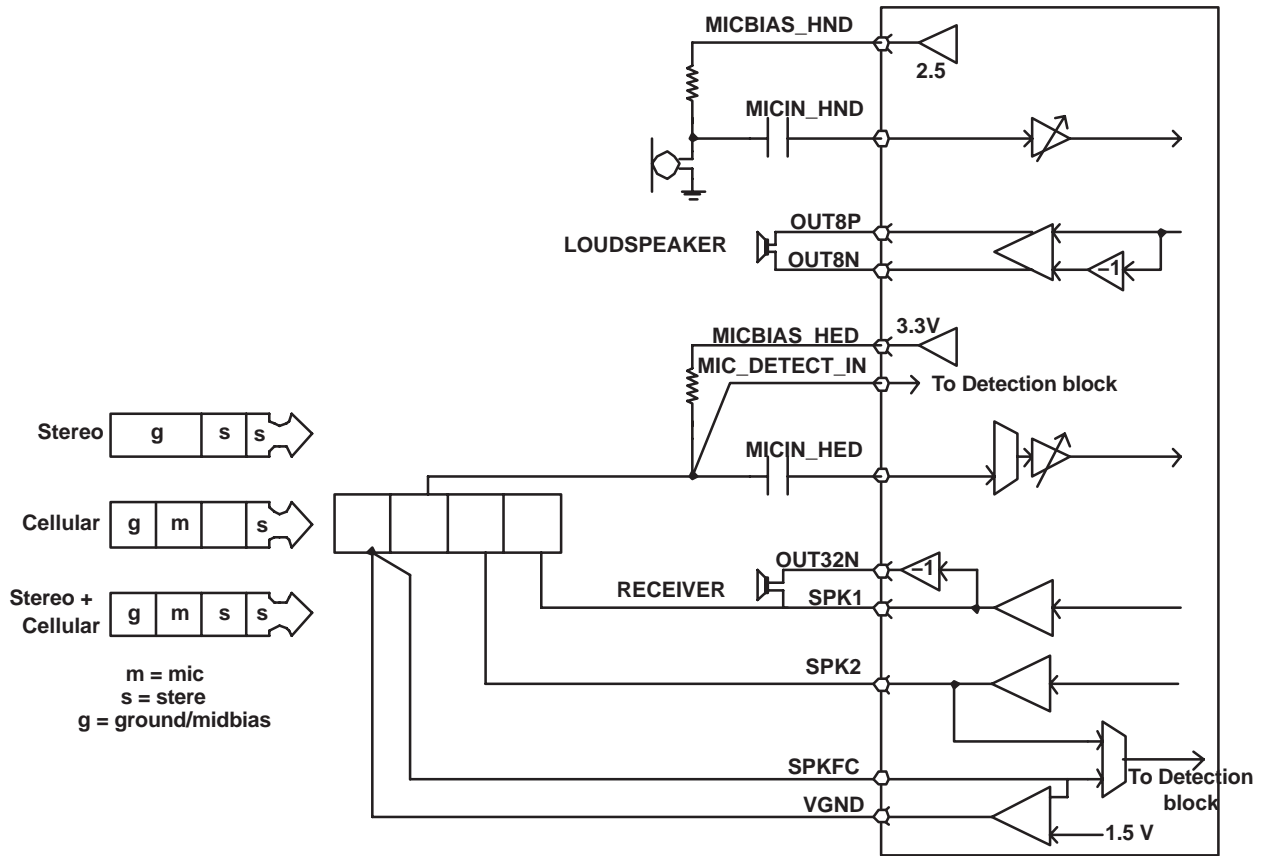 MICBIAS_HND
2.5
MICIN_HND
OUT8P
LOUDSPEAKER
OUT8N
−1
3.3V
MICBIAS_HED
MIC_DETECT_IN
To Detection block
Stereo
g
s
s
MICIN_HED
Cellular
g
m
s
OUT32N
−1
RECEIVER
SPK1
Stereo +
Cellular
g
m
s
s
SPK2
m = mic
s = stere
g = ground/midbias
SPKFC
To Detection
block
VGND
1.5 V